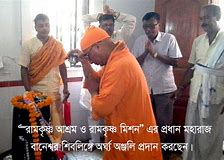 “রামকৃষ্ণ আশ্রম ও রামকৃষ্ণ মিশন” এর প্রধান মহারাজ
বানেশ্বর শিবলিঙ্গে অর্ঘ্য অঞ্জলি প্রদান করছেন।